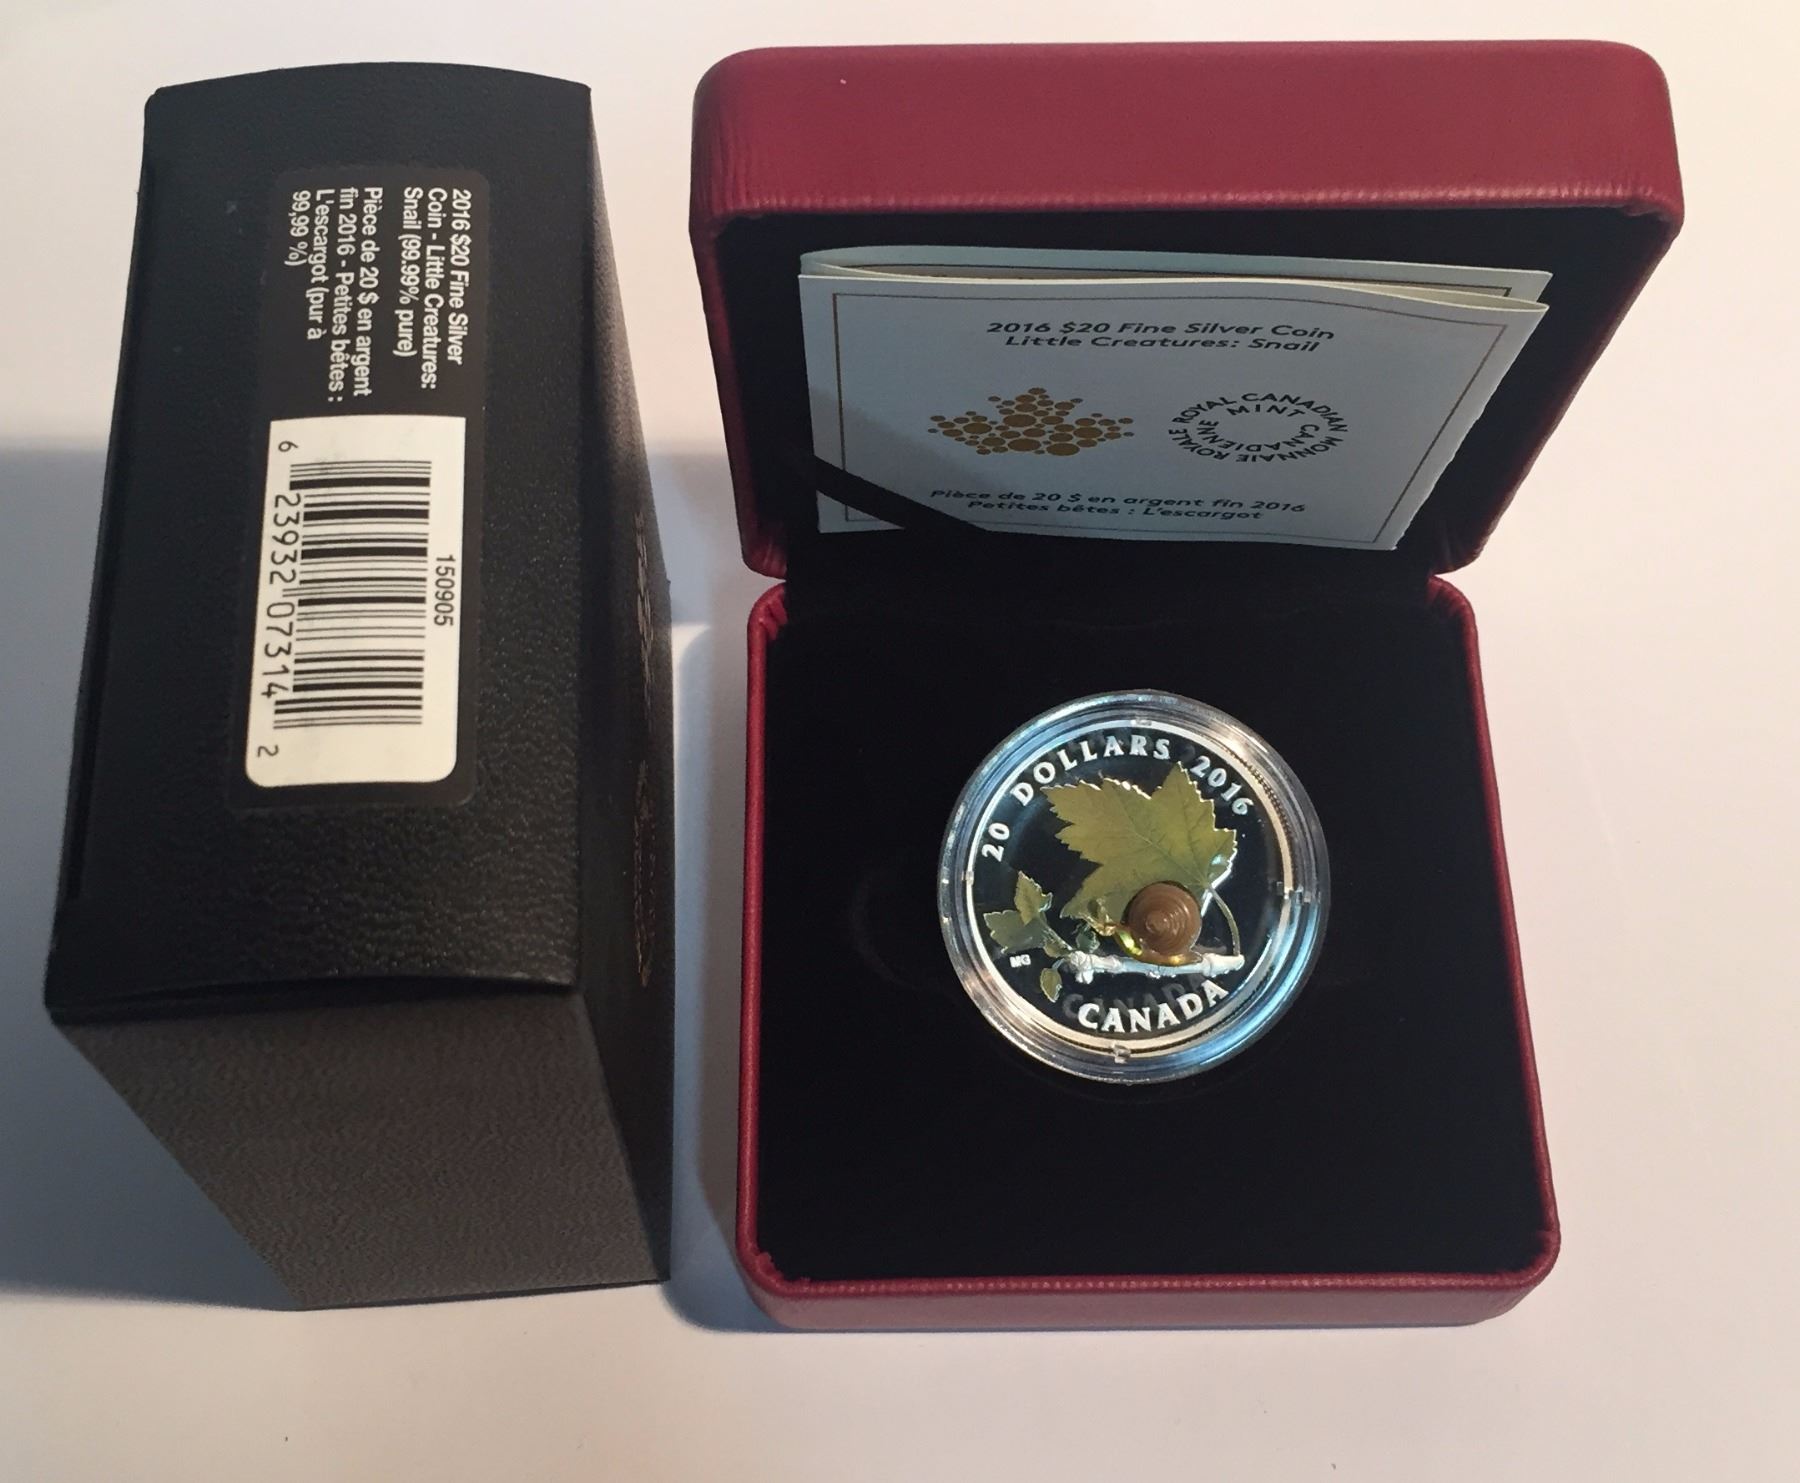 2016 $20 Fine Silver
Coin - Little Creatures:
Snail (99.99% pure)
Pièce de 20 $ en argent
fin 2016 - Petites bêtes :
L'escargot (pur à
99,99 %)
150905
6 23932 07314 2
2016 $20 Fine Silver Coin
Little Creatures: Snail
ROYAL CANADIAN MINT
MONNAIE ROYALE CANADIENNE
Pièce de 20 $ en argent fin 2016
Petites bêtes : L'escargot
20 DOLLARS 2016
MG
CANADA